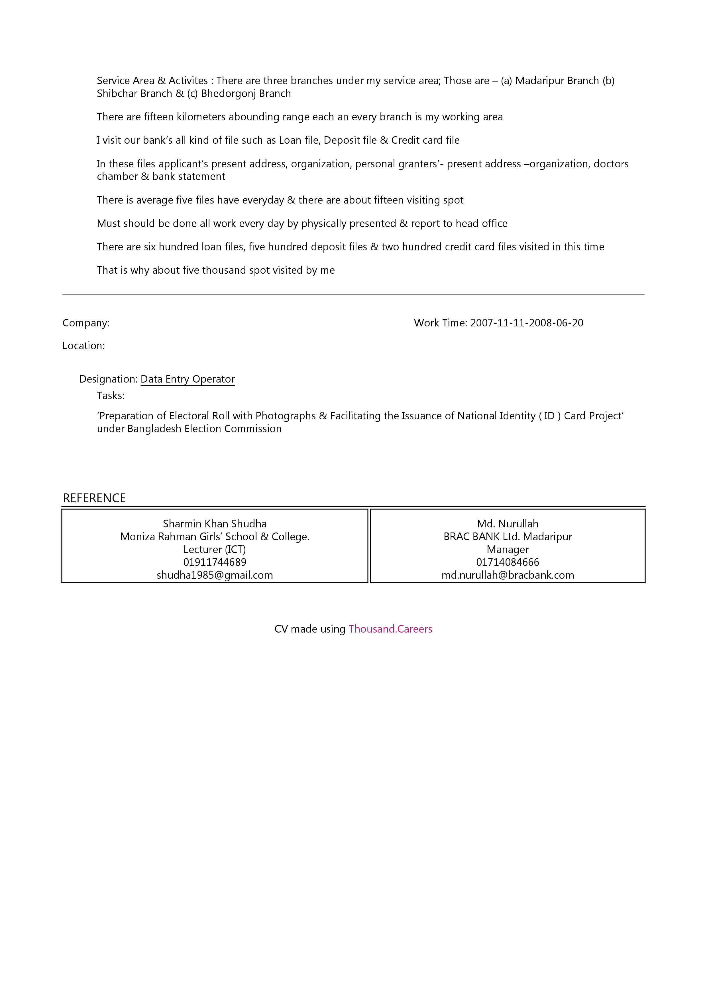 Service Area & Activites : There are three branches under my service area; Those are – (a) Madaripur Branch (b)
Shibchar Branch & (c) Bhedorgonj Branch
There are fifteen kilometers abounding range each an every branch is my working area
I visit our bank’s all kind of file such as Loan file, Deposit file & Credit card file
In these files applicant’s present address, organization, personal granters’- present address –organization, doctors
chamber & bank statement
There is average five files have everyday & there are about fifteen visiting spot
Must should be done all work every day by physically presented & report to head office
There are six hundred loan files, five hundred deposit files & two hundred credit card files visited in this time
That is why about five thousand spot visited by me
Company: Work Time: 2007-11-11-2008-06-20
Location:
Designation: Data Entry Operator
Tasks:
‘Preparation of Electoral Roll with Photographs & Facilitating the Issuance of National Identity ( ID ) Card Project’
under Bangladesh Election Commission
REFERENCE
Sharmin Khan Shudha
Moniza Rahman Girls’ School & College.
Lecturer (ICT)
01911744689
shudha1985@gmail.com
Md. Nurullah
BRAC BANK Ltd. Madaripur
Manager
01714084666
md.nurullah@bracbank.com
CV made using Thousand.Careers